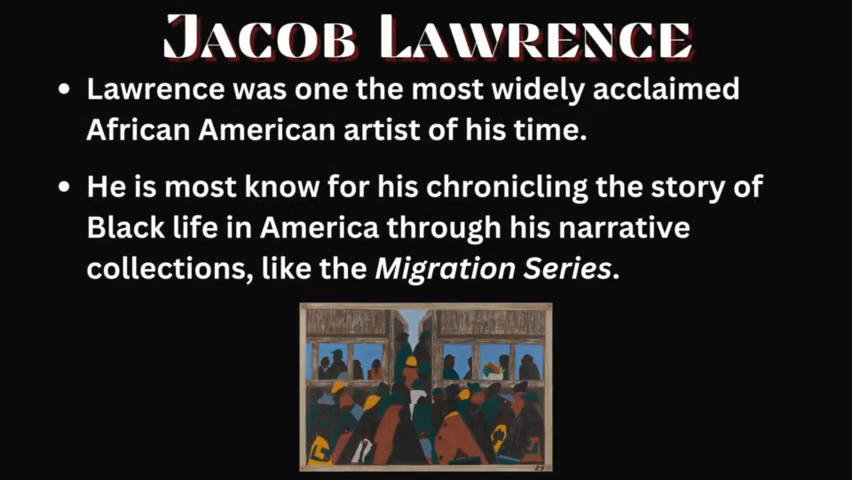 JACOB LAWRENCE
• Lawrence was one the most widely acclaimed
African American artist of his time.
• He is most know for his chronicling the story of
Black life in America through his narrative
collections, like the Migration Series.